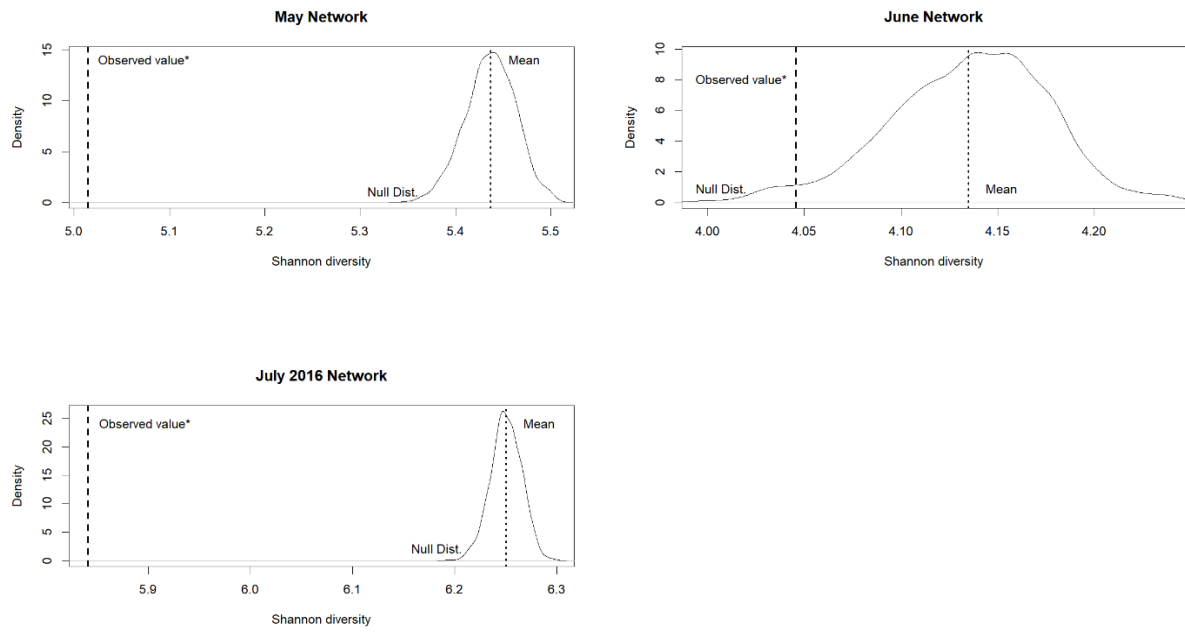 May Network
Observed value*
Mean
Null Dist.
Density
0
5
10
15
5.0 5.1 5.2 5.3 5.4 5.5
Shannon diversity
June Network
Observed value*
Null Dist.
Mean
Density
0
2
4
6
8
10
4.00 4.05 4.10 4.15 4.20
Shannon diversity
July 2016 Network
Observed value*
Mean
Null Dist.
Density
0
5
10
15
20
25
5.9 6.0 6.1 6.2 6.3
Shannon diversity